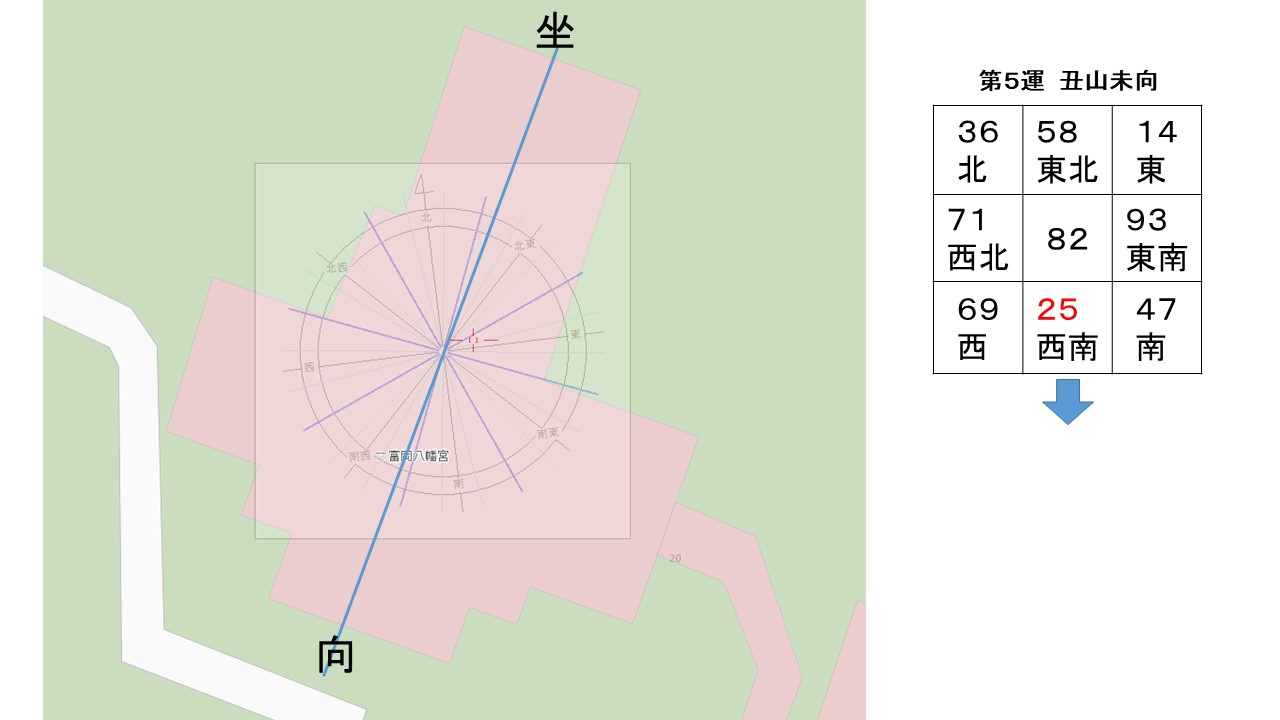 坐
北
北東
北西
東
西
南東
南西
〒富岡八幡宮
南
20
向
第5運 丑山未向
36
北
58
東北
14
東
71
西北
82
93
東南
69
西
25
西南
47
南